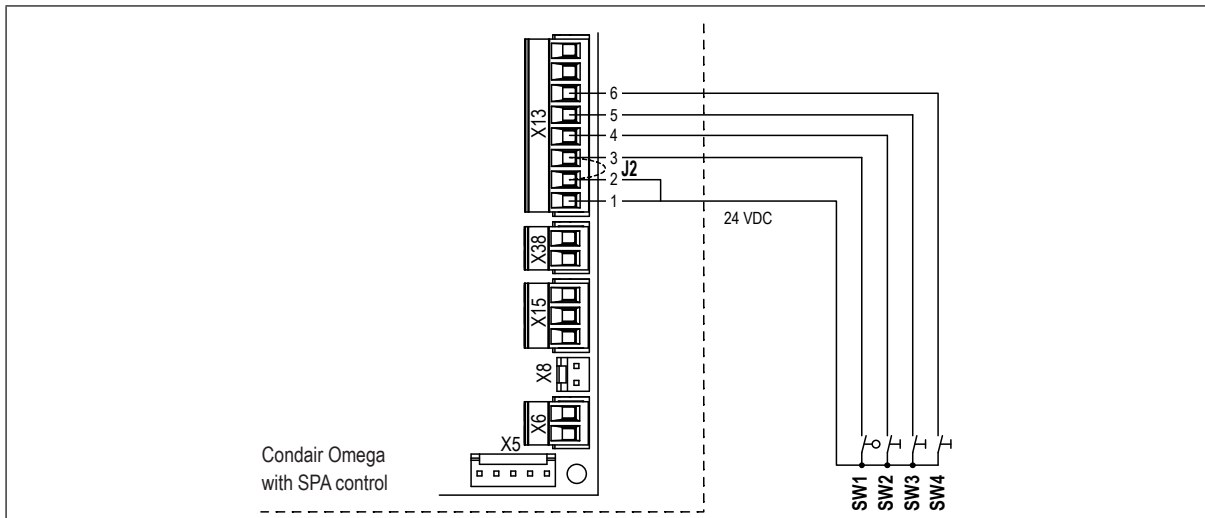 X13
6
5
4
3
J2
2
1
24 VDC
X38
X15
X8
X6
X5
Condair Omega
with SPA control
SW1
SW2
SW3
SW4